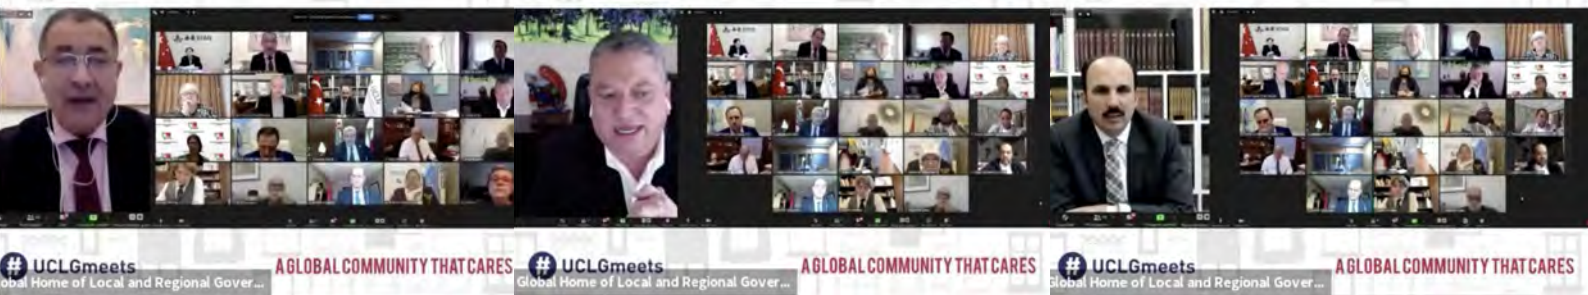 #UCLGmeets
A GLOBAL COMMUNITY THAT CARES
obal Home of Local and Regional Gover...
#UCLGmeets
A GLOBAL COMMUNITY THAT CARES
Global Home of Local and Regional Gover...
#UCLGmeets
A GLOBAL COMMUNITY THAT CARES
Global Home of Local and Regional Gover...